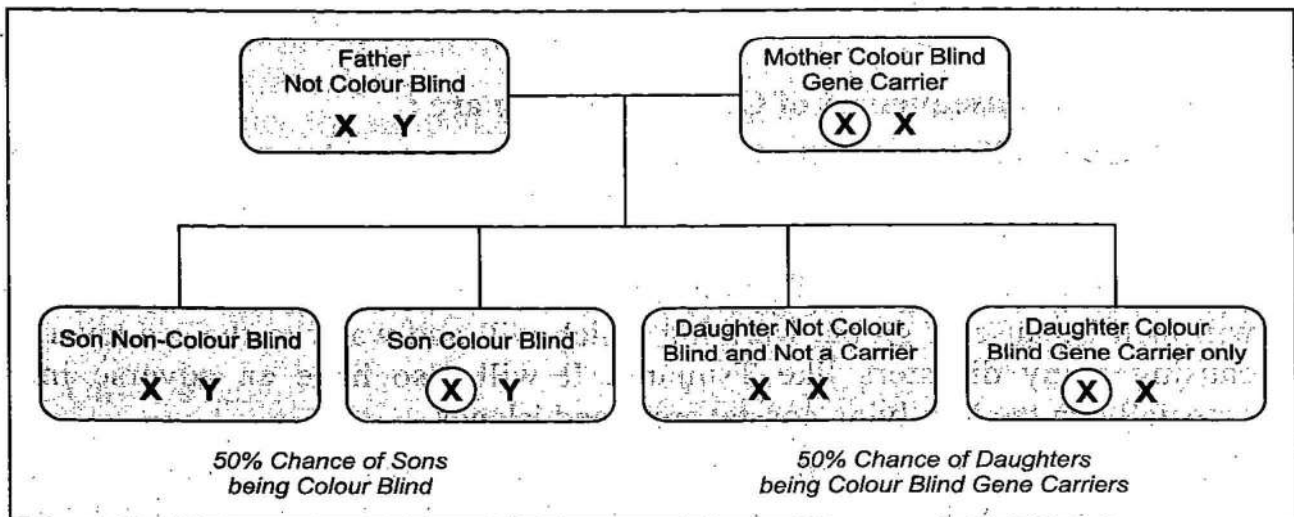 Father
Not Colour Blind
X Y
Mother Colour Blind
Gene Carrier
X X
Son Non-Colour Blind
X Y
Son Colour Blind
X Y
Daughter Not Colour
Blind and Not a Carrier
X X
Daughter Colour
Blind Gene Carrier only
X X
50% Chance of Sons
being Colour Blind
50% Chance of Daughters
being Colour Blind Gene Carriers